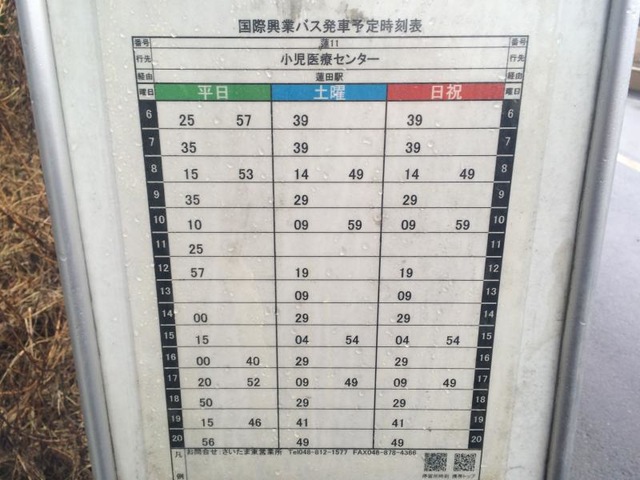 国際興業バス発車予定時刻表
番号 蓮11 番号
行先 小児医療センター 行先
経由 蓮田駅 経由
曜日 平日 土曜 日祝 曜日
6 25 57 39 39 6
7 35 39 39 7
8 15 53 14 49 14 49 8
9 35 29 29 9
10 10 09 59 09 59 10
11 25 11
12 57 19 19 12
13 09 09 13
14 00 29 29 14
15 15 04 54 04 54 15
16 00 40 29 29 16
17 20 52 09 49 09 49 17
18 50 29 29 18
19 15 46 41 41 19
20 56 49 49 20
凡例 お問合せ:さいたま東営業所 Tel048-812-1577 FAX048-878-4366